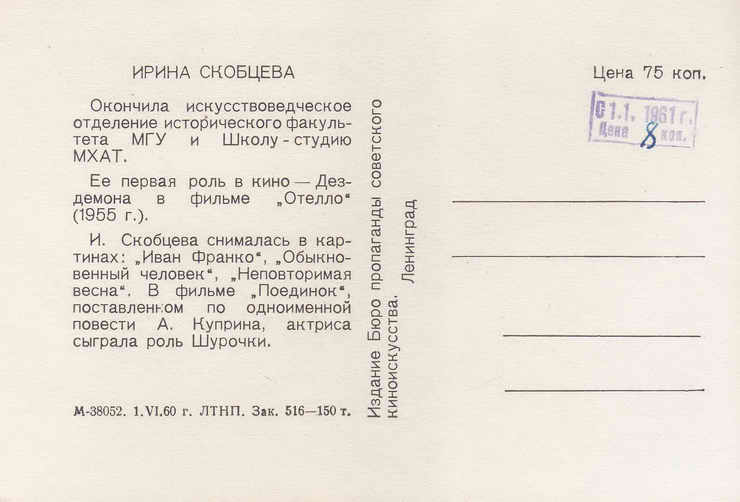 ИРИНА СКОБЦЕВА
Окончила искусствоведческое
отделение исторического факуль-
тета МГУ и Школу-студию
МХАТ.
Ее первая роль в кино — Дез-
демона в фильме „Отелло“
(1955 г.).
И. Скобцева снималась в кар-
тинах: „Иван Франко“, „Обыкно-
венный человек“, „Неповторимая
весна“. В фильме „Поединок“,
поставленном по одноименной
повести А. Куприна, актриса
сыграла роль Шурочки.
М-38052. 1.VI.60 г. ЛТНП. Зак. 516—150 т.
Издание Бюро пропаганды советского
киноискусства. Ленинград
Цена 75 коп.
С 1.1. 1961 г.
Цена 8 коп.